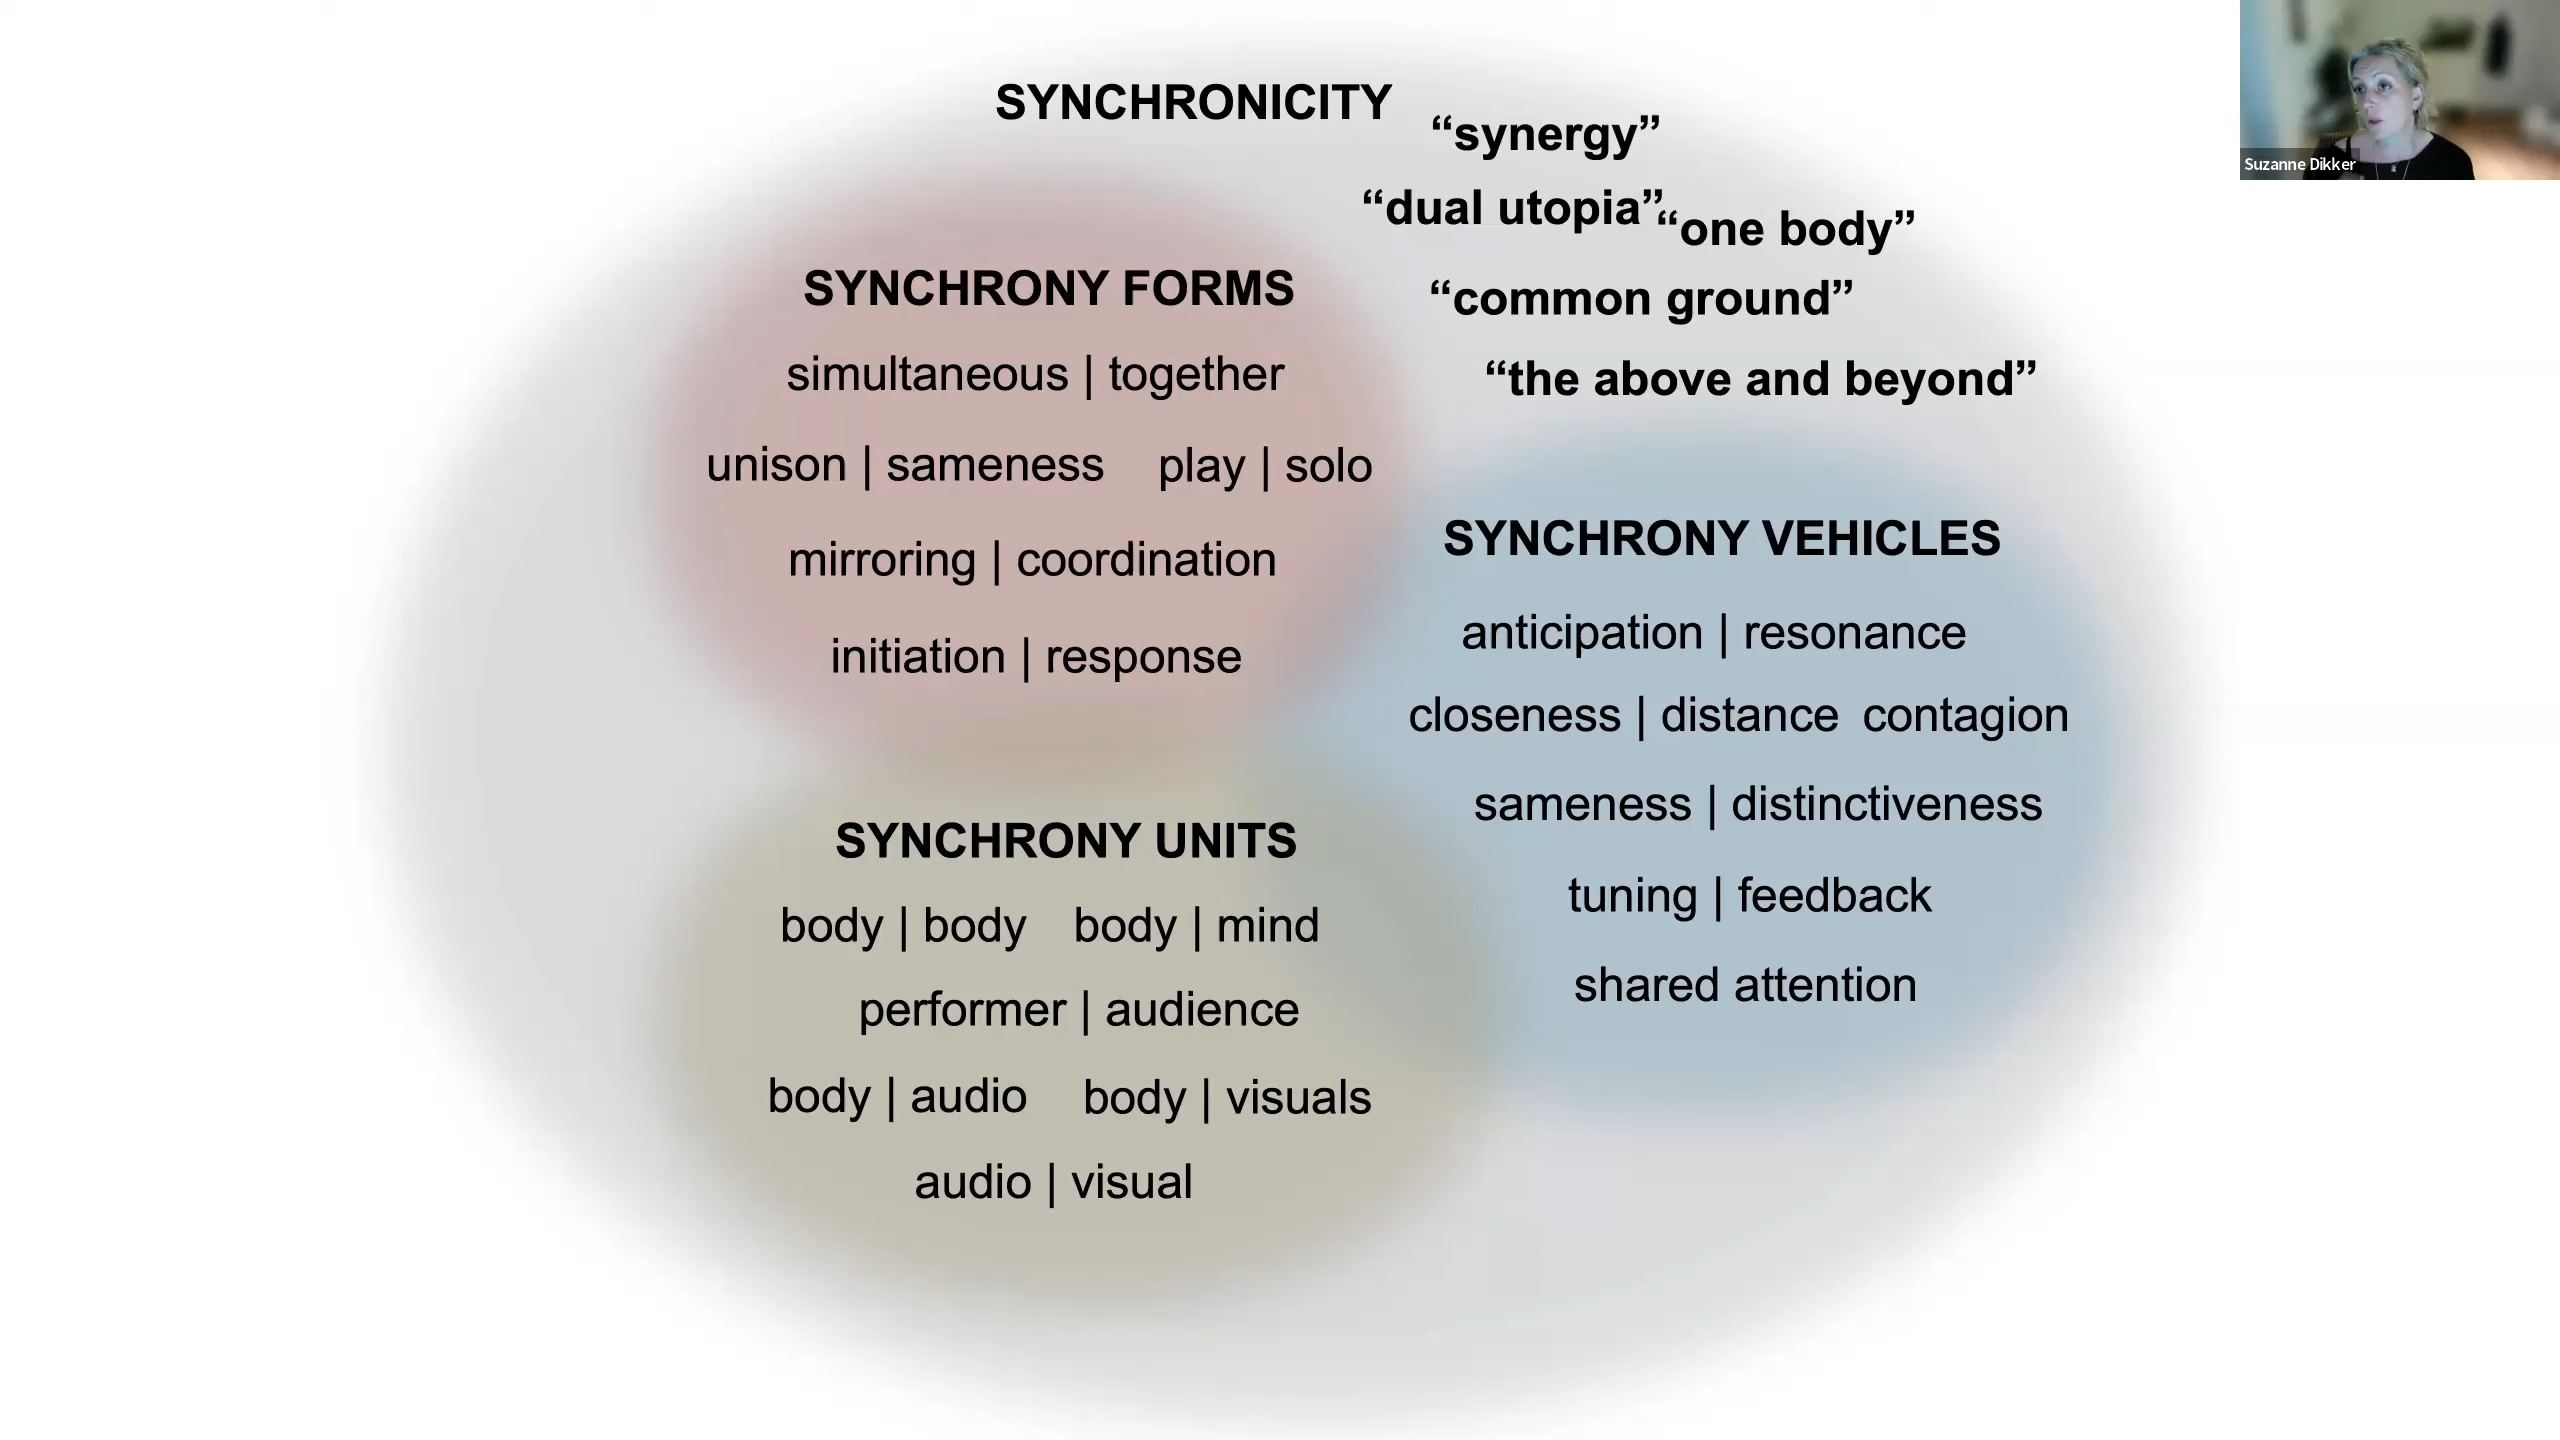 SYNCHRONICITY
“synergy”
“dual utopia”
“one body”
“common ground”
“the above and beyond”
SYNCHRONY FORMS
simultaneous | together
unison | sameness play | solo
mirroring | coordination
initiation | response
SYNCHRONY VEHICLES
anticipation | resonance
closeness | distance contagion
sameness | distinctiveness
tuning | feedback
shared attention
SYNCHRONY UNITS
body | body body | mind
performer | audience
body | audio body | visuals
audio | visual
Suzanne Dikker